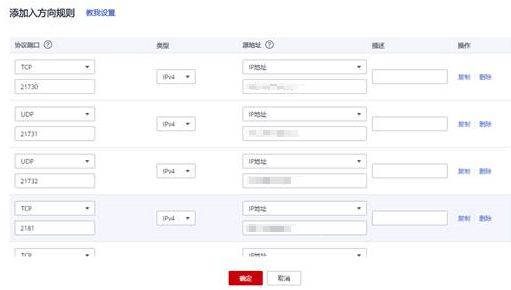 添加入方向规则 教我设置
协议端口 ? 类型 源地址 ? 描述 操作
TCP IP地址
IPv4 复制 删除
21730
UDP IP地址
IPv4 复制 删除
21731
UDP IP地址
IPv4 复制 删除
21732
TCP IP地址
IPv4 复制 删除
2181
TCP IP地址
确定 取消